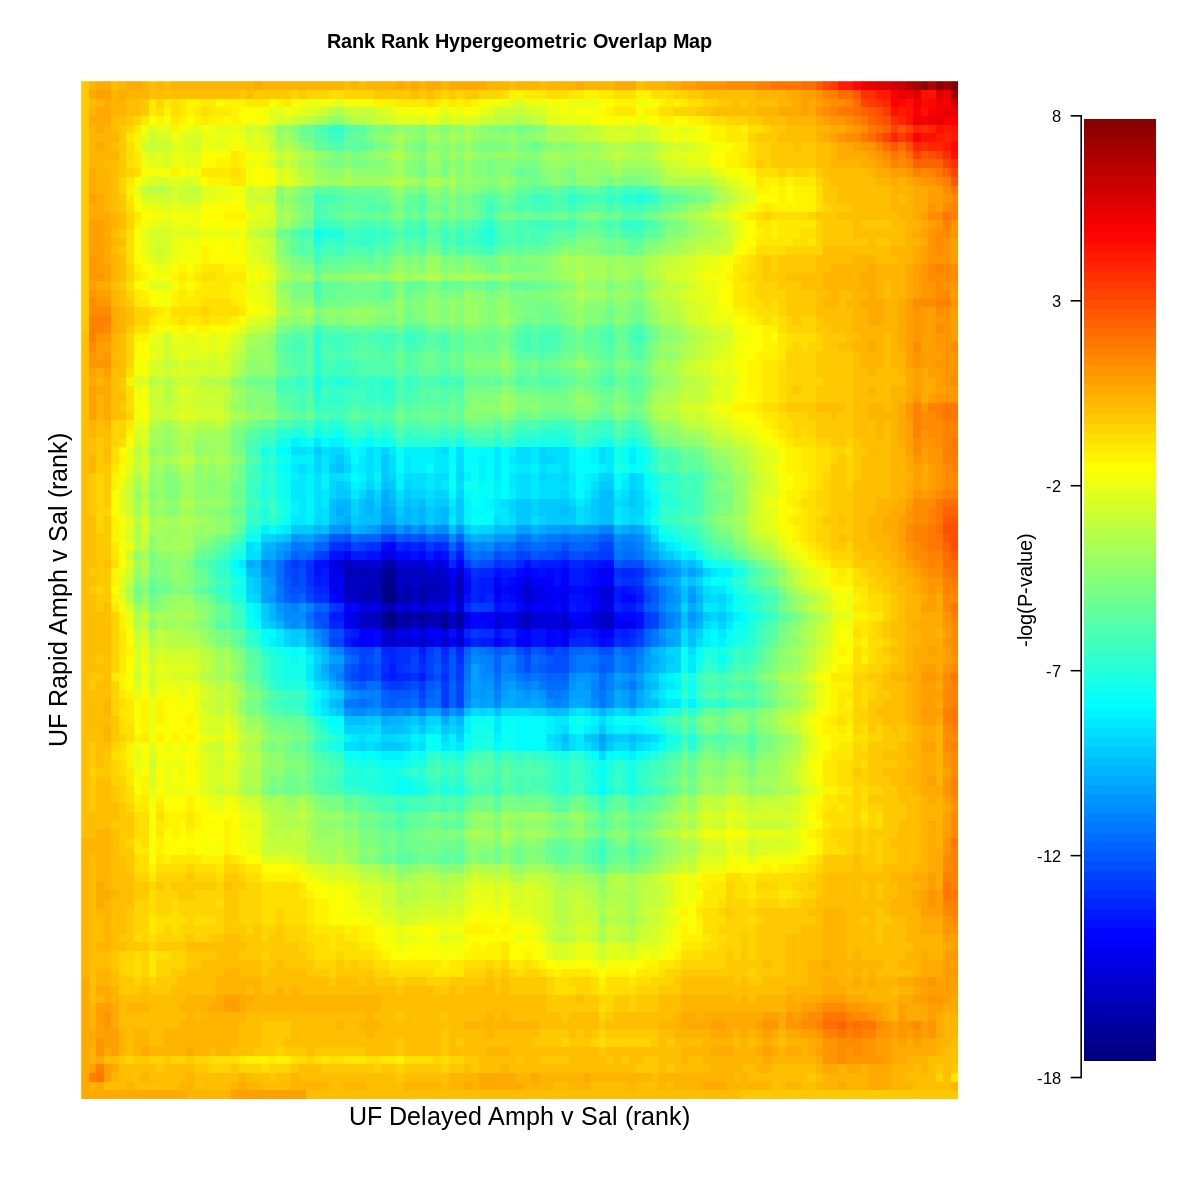 Rank Rank Hypergeometric Overlap Map
UF Rapid Amph v Sal (rank)
UF Delayed Amph v Sal (rank)
-log(P-value)
8
3
-2
-7
-12
-18